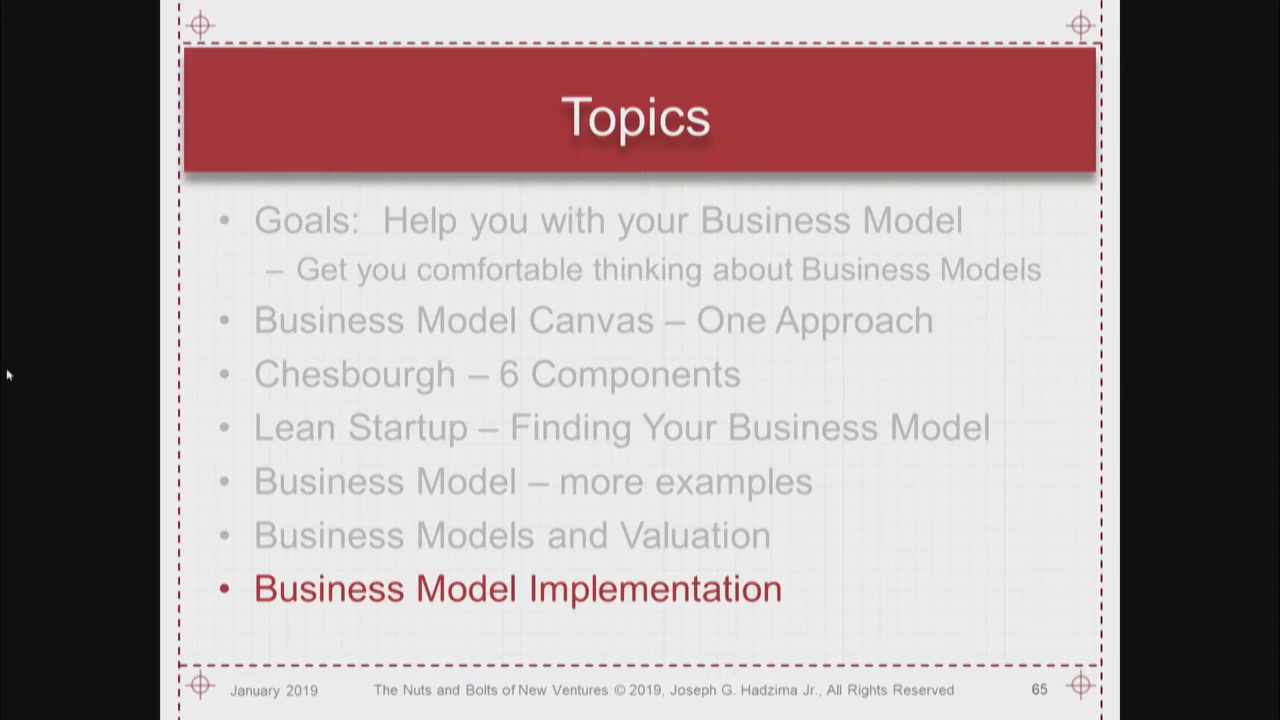 Topics
• Goals:  Help you with your Business Model
– Get you comfortable thinking about Business Models
• Business Model Canvas – One Approach
• Chesbourgh – 6 Components
• Lean Startup – Finding Your Business Model
• Business Model – more examples
• Business Models and Valuation
• Business Model Implementation
January 2019 The Nuts and Bolts of New Ventures © 2019, Joseph G. Hadzima Jr., All Rights Reserved 65